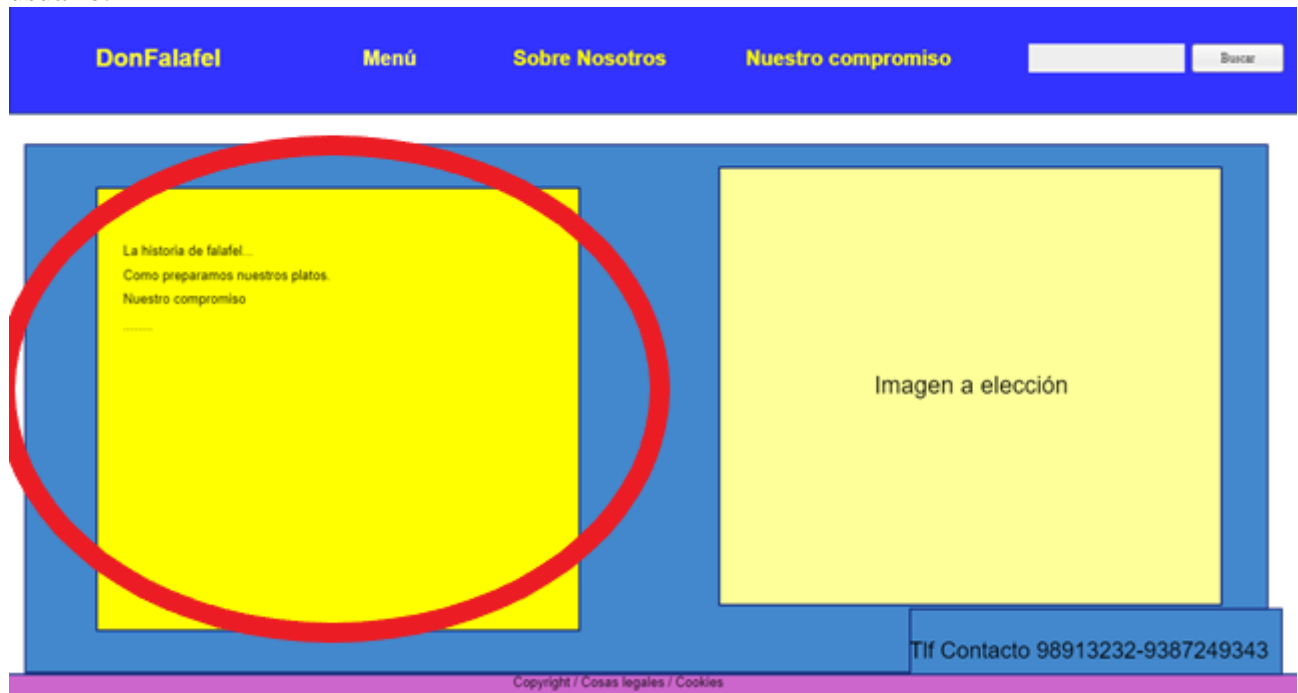 DonFalafel Menú Sobre Nosotros Nuestro compromiso Buscar
La historia de falafel...
Como preparamos nuestros platos.
Nuestro compromiso
.........
Imagen a elección
Tlf Contacto 98913232-9387249343
Copyright / Cosas legales / Cookies